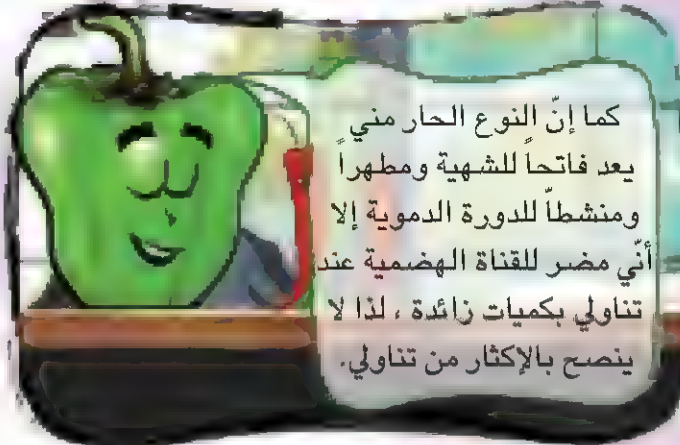 كما إنّ النوع الحار مني
يعد فاتحاً للشهية ومطهراً
ومنشطاً للدورة الدموية إلا
أنّي مضر للقناة الهضمية عند
تناولي بكميات زائدة ، لذا لا
ينصح بالإكثار من تناولي.